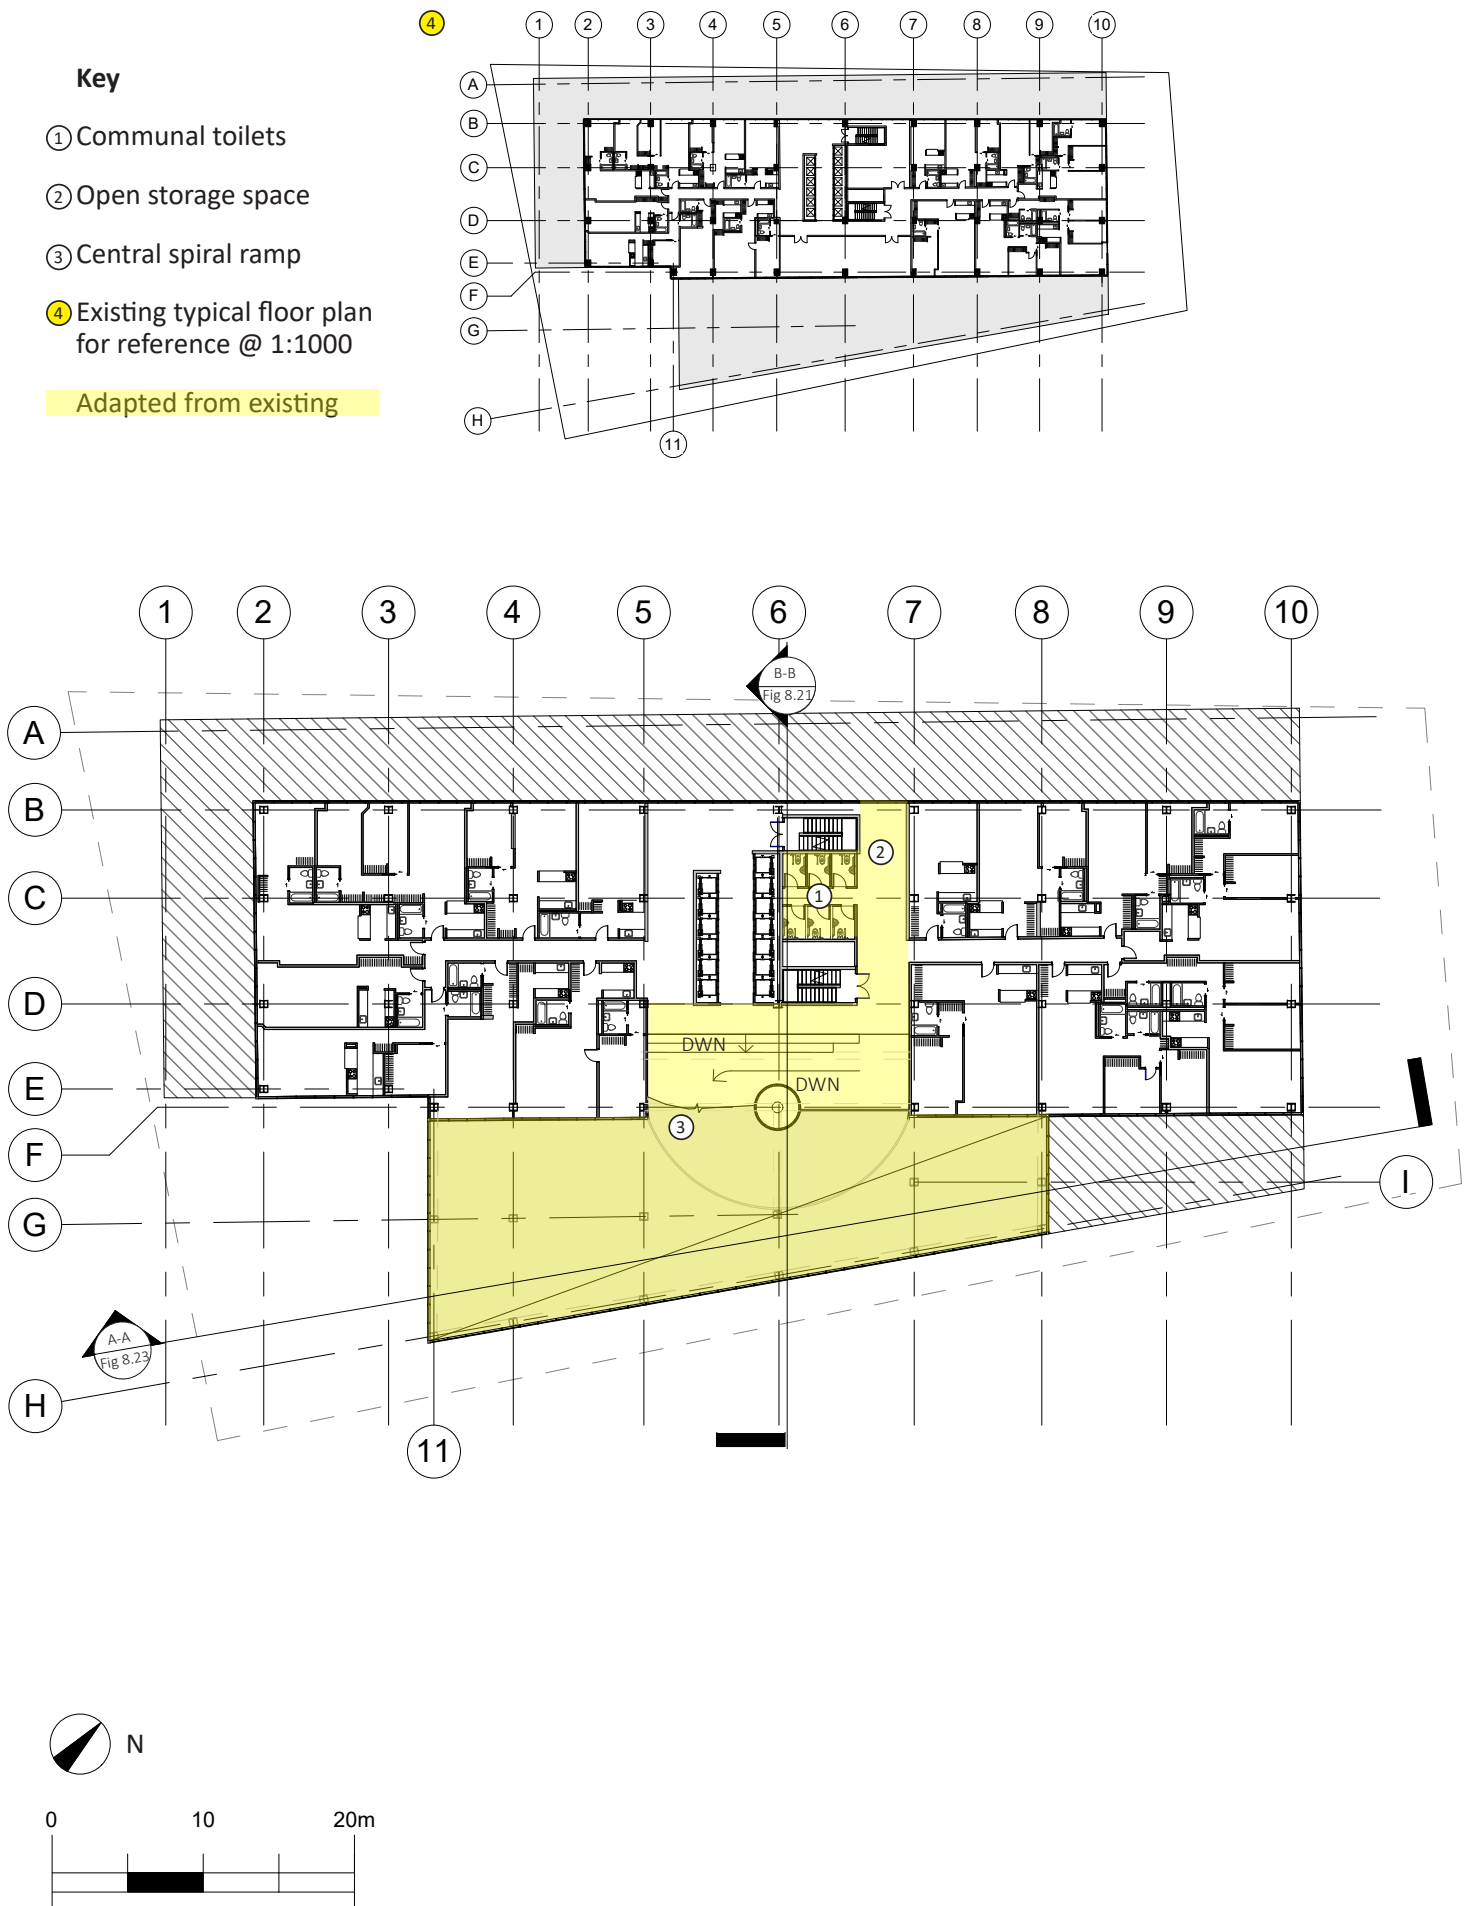 Key
1 Communal toilets
2 Open storage space
3 Central spiral ramp
4 Existing typical floor plan
for reference @ 1:1000
Adapted from existing
4
1 2 3 4 5 6 7 8 9 10
A
B
C
D
E
F
G
H
11
1 2 3 4 5 6 7 8 9 10
B-B
Fig 8.21
A
B
2
C
1
D
DWN
DWN
E
3
F
I
G
A-A
Fig 8.23
H
11
N
0 10 20m